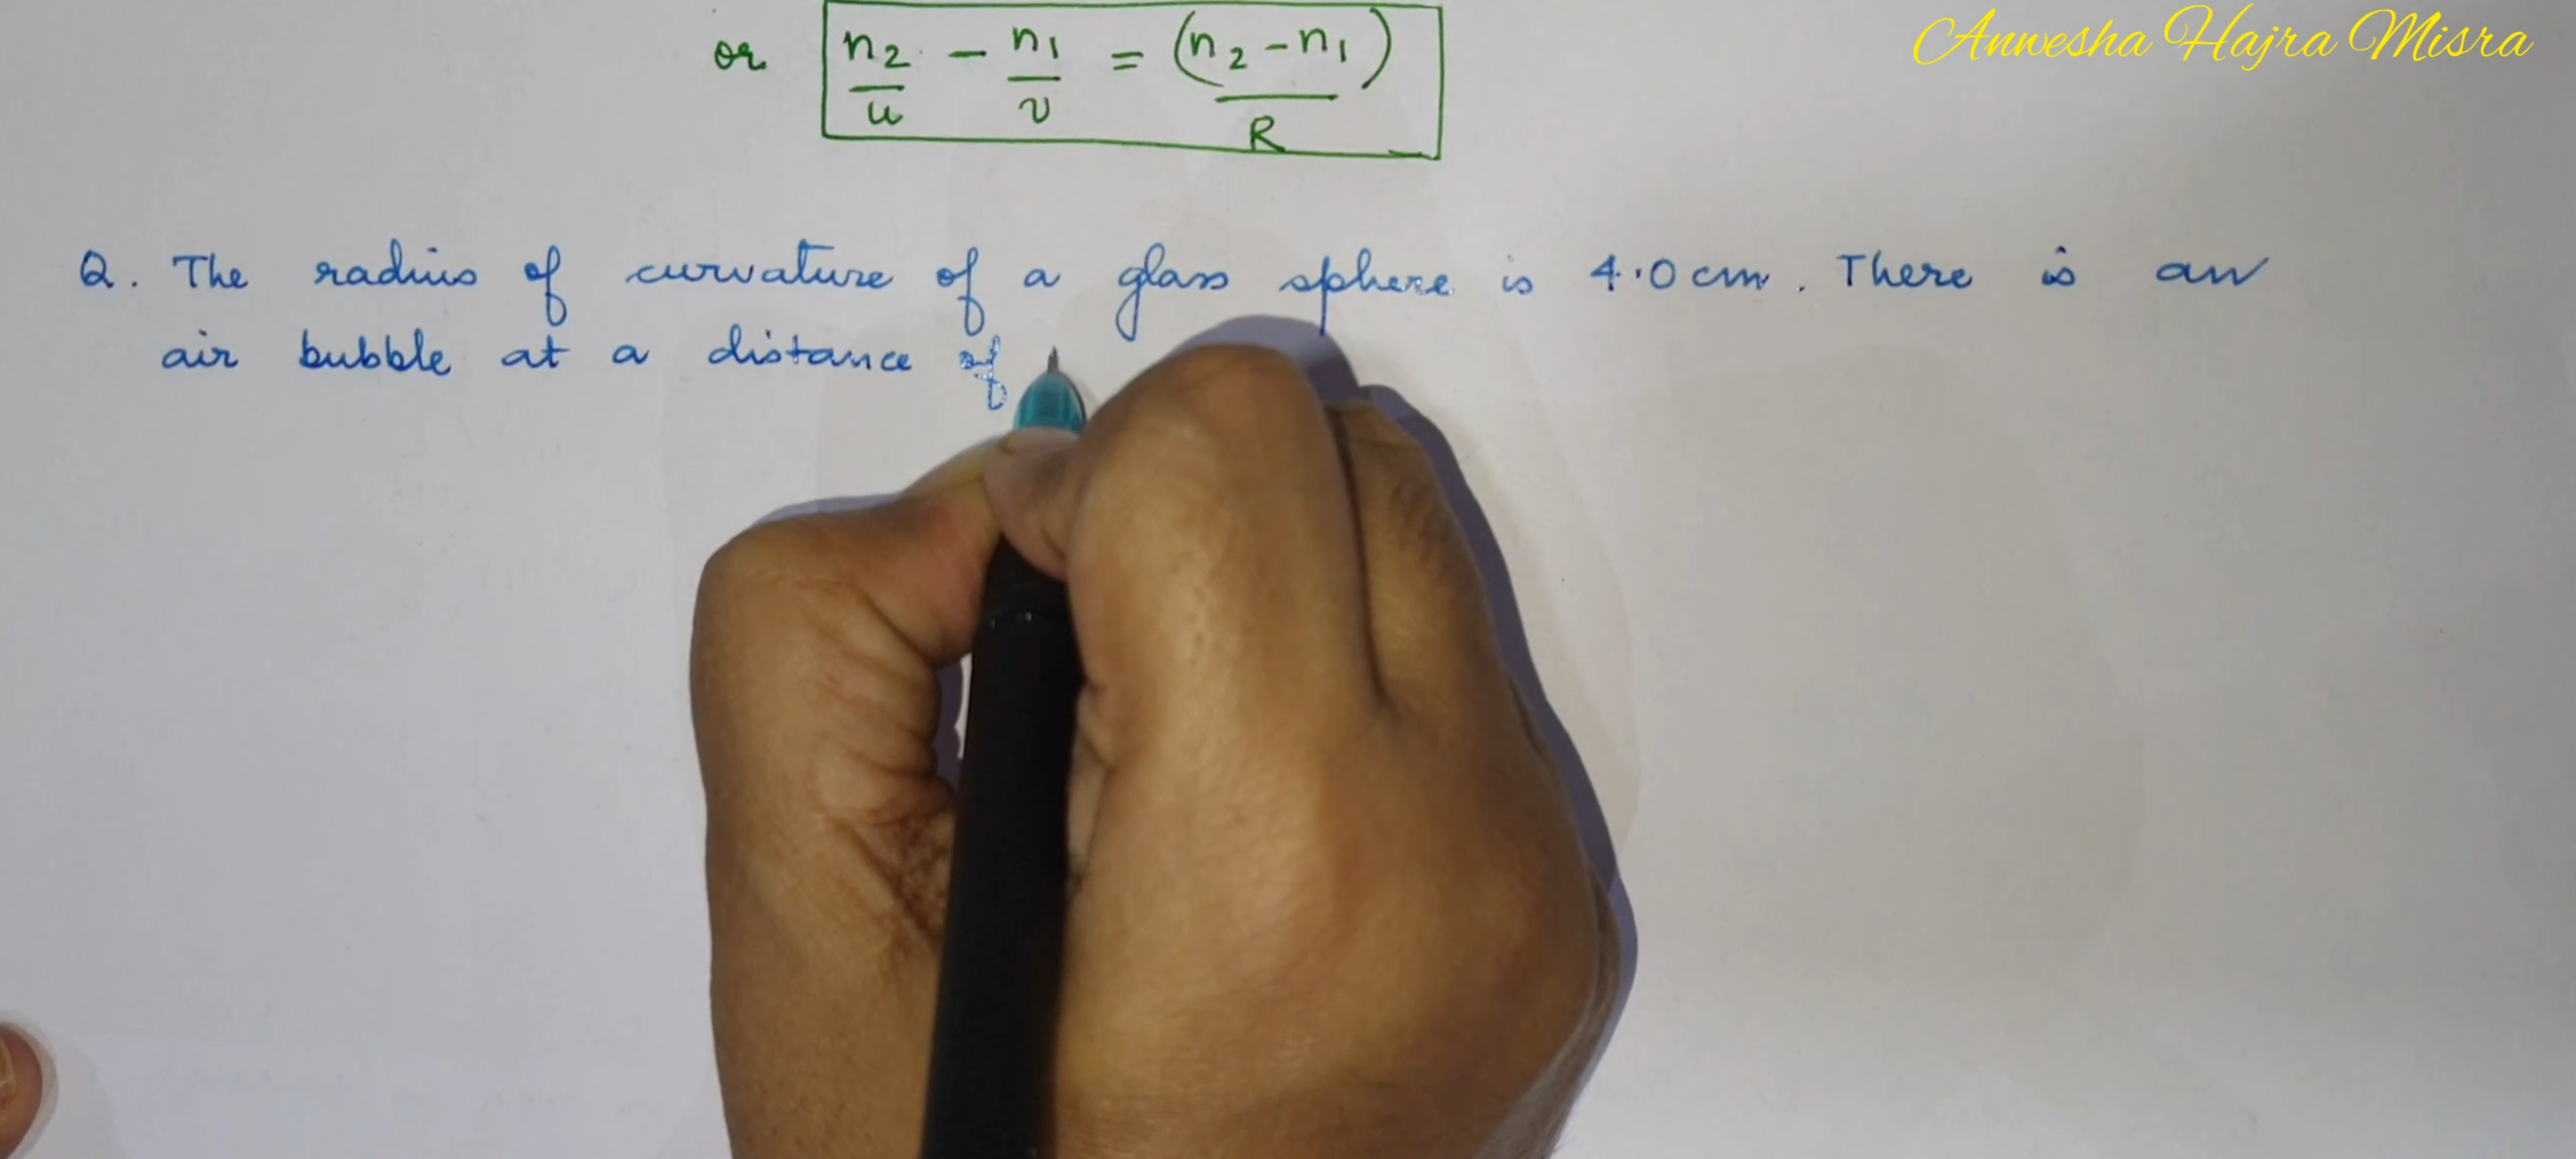 or n₂/u - n₁/v = (n₂-n₁)/R
Anwesha Hajra Misra
Q. The radius of curvature of a glass sphere is 4.0 cm. There is an
air bubble at a distance of